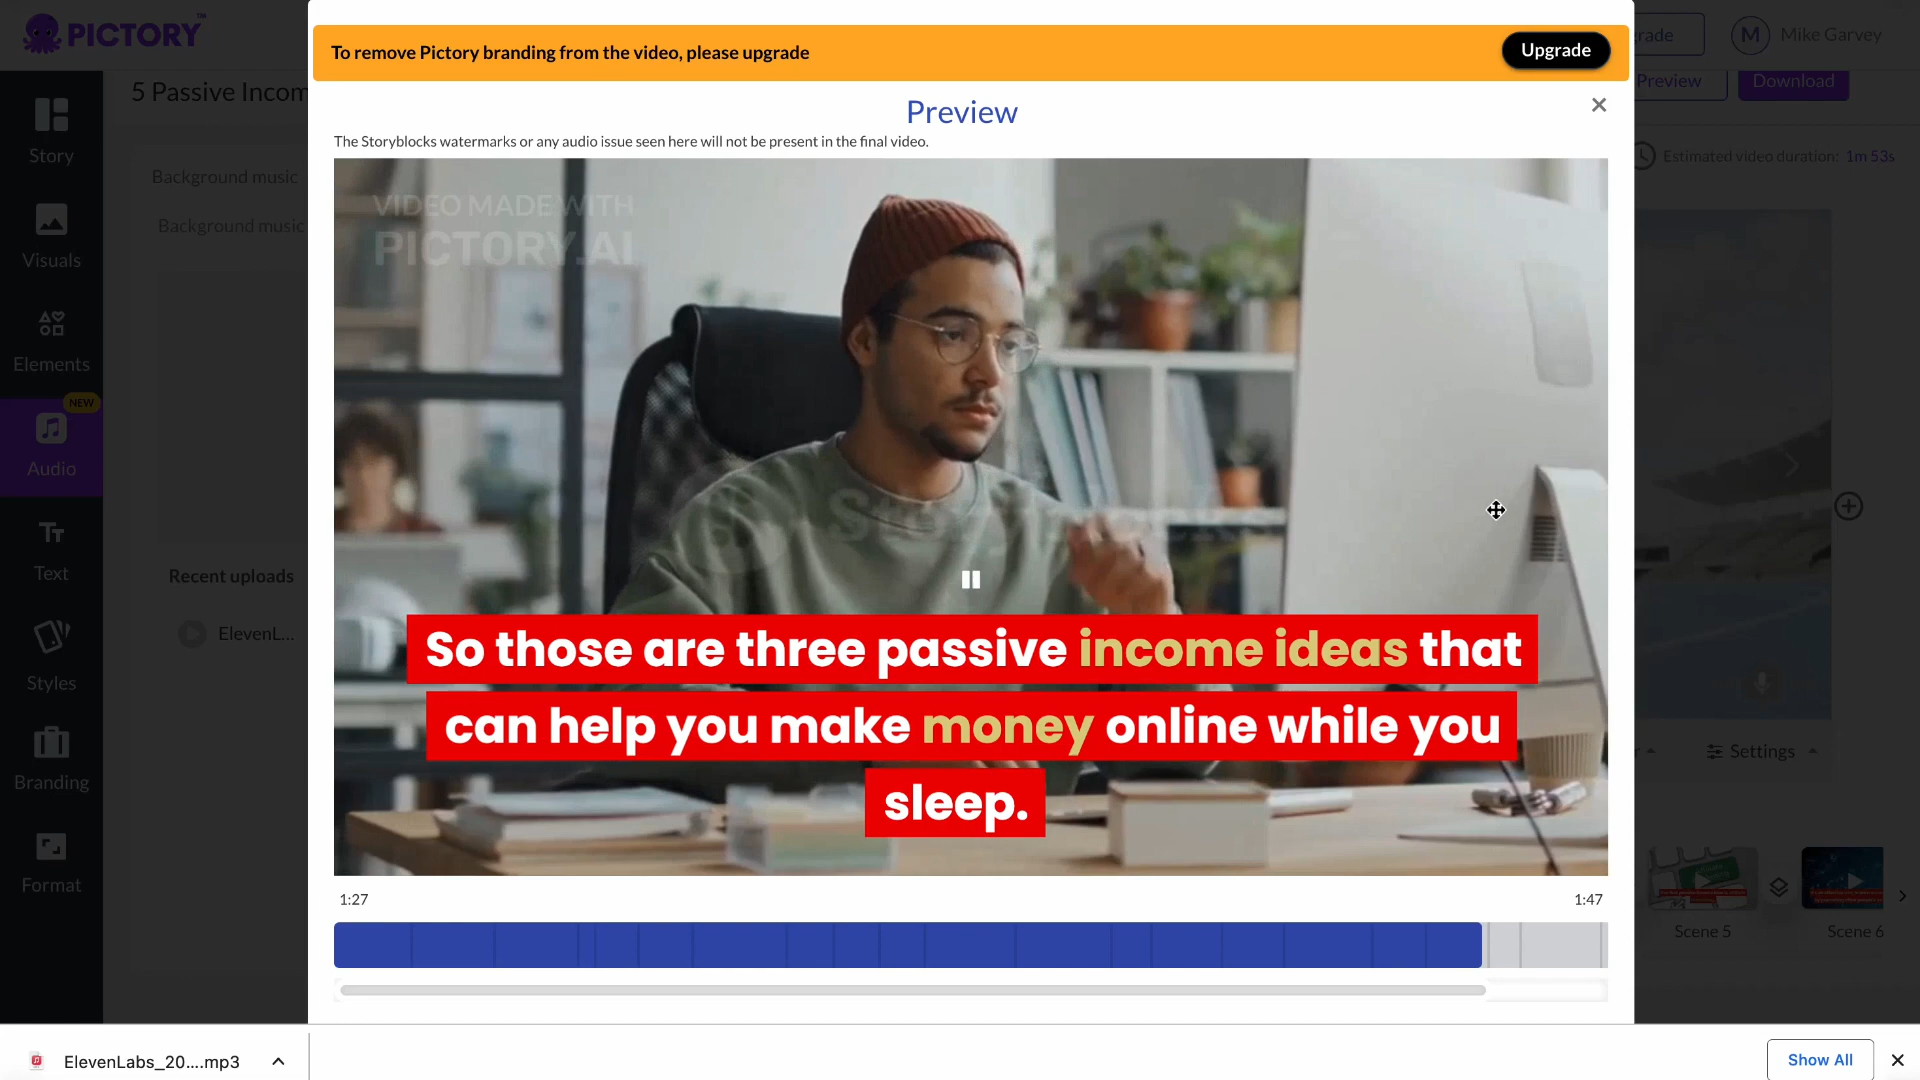 PICTORY
To remove Pictory branding from the video, please upgrade
Upgrade
rade
M
Mike Garvey
5 Passive Incom
Preview
×
Preview
Download
The Storyblocks watermarks or any audio issue seen here will not be present in the final video.
Estimated video duration: 1m 53s
Story
Background music
Background music
VIDEO MADE WITH
PICTORY.AI
Visuals
Elements
NEW
Audio
Storyblocks
Text
Recent uploads
ElevenL...
So those are three passive income ideas that
can help you make money online while you
sleep.
Styles
Settings
Branding
Format
1:27
1:47
Scene 5
Scene 6
ElevenLabs_20....mp3
Show All